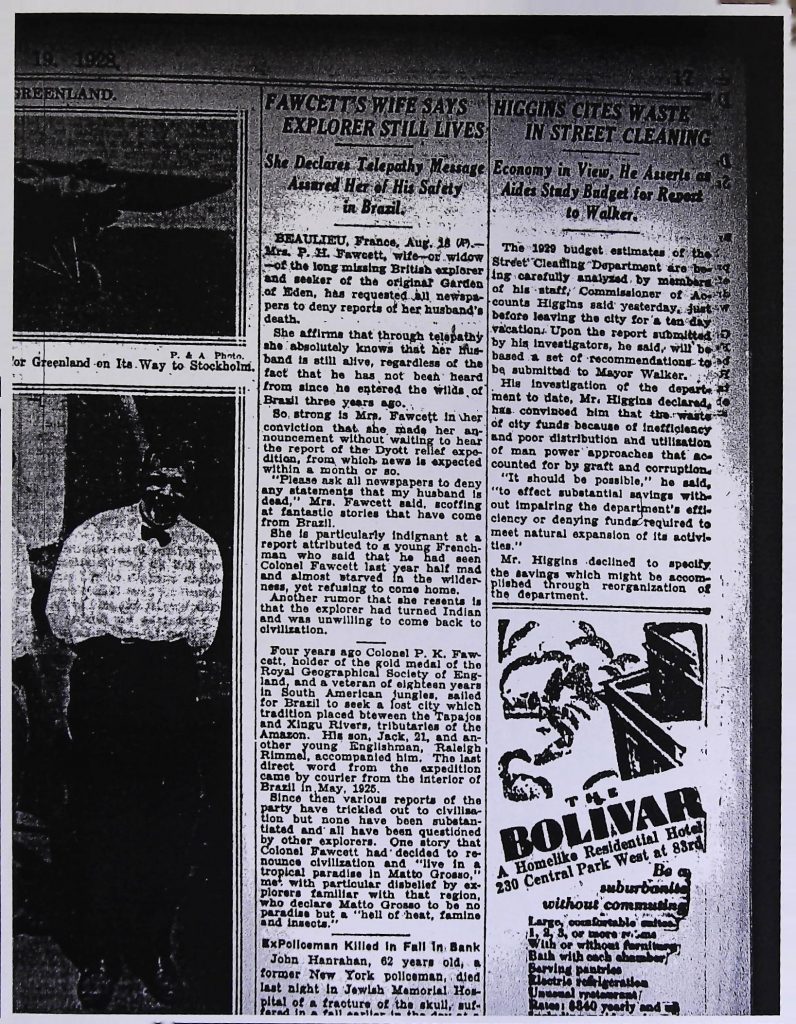 19, 1928.
17
GREENLAND.
P. & A Photo.
or Greenland on Its Way to Stockholm.
FAWCETT'S WIFE SAYS
EXPLORER STILL LIVES
She Declares Telepathy Message
Assured Her of His Safety
in Brazil.
BEAULIEU, France, Aug. 18 (AP).—
Mrs. P. H. Fawcett, wife—or widow
—of the long missing British explorer
and seeker of the original Garden
of Eden, has requested all newspa-
pers to deny reports of her husband's
death.
She affirms that through telepathy
she absolutely knows that her hus-
band is still alive, regardless of the
fact that he has not been heard
from since he entered the wilds of
Brazil three years ago.
So strong is Mrs. Fawcett in her
conviction that she made her an-
nouncement without waiting to hear
the report of the Dyott relief expe-
dition, from which news is expected
within a month or so.
"Please ask all newspapers to deny
any statements that my husband is
dead," Mrs. Fawcett said, scoffing
at fantastic stories that have come
from Brazil.
She is particularly indignant at a
report attributed to a young French-
man who said that he had seen
Colonel Fawcett last year half mad
and almost starved in the wilder-
ness, yet refusing to come home.
Another rumor that she resents is
that the explorer had turned Indian
and was unwilling to come back to
civilization.
Four years ago Colonel P. K. Faw-
cett, holder of the gold medal of the
Royal Geographical Society of Eng-
land, and a veteran of eighteen years
in South American jungles, sailed
for Brazil to seek a lost city which
tradition placed bteween the Tapajos
and Xingu Rivers, tributaries of the
Amazon. His son, Jack, 21, and an-
other young Englishman, Raleigh
Rimmel, accompanied him. The last
direct word from the expedition
came by courier from the interior of
Brazil in May, 1925.
Since then various reports of the
party have trickled out to civilisa-
tion but none have been substan-
tiated and all have been questioned
by other explorers. One story that
Colonel Fawcett had decided to re-
nounce civilization and "live in a
tropical paradise in Matto Grosso,"
met with particular disbelief by ex-
plorers familiar with that region,
who declare Matto Grosso to be no
paradise but a "hell of heat, famine
and insects."
ExPoliceman Killed in Fall in Bank
John Hanrahan, 62 years old, a
former New York policeman, died
last night in Jewish Memorial Hos-
pital of a fracture of the skull, suf-
fered in a fall earlier in the day at
HIGGINS CITES WASTE
IN STREET CLEANING
Economy in View, He Asserts as
Aides Study Budget for Report
to Walker.
The 1929 budget estimates of the
Street Cleaning Department are be-
ing carefully analyzed by members
of his staff, Commissioner of Ac-
counts Higgins said yesterday, just
before leaving the city for a ten day
vacation. Upon the report submitted
by his investigators, he said, will be
based a set of recommendations to
be submitted to Mayor Walker.
His investigation of the depart-
ment to date, Mr. Higgins declared,
has convinced him that the waste
of city funds because of inefficiency
and poor distribution and utilization
of man power approaches that ac-
counted for by graft and corruption.
"It should be possible," he said,
"to effect substantial savings with-
out impairing the department's effi-
ciency or denying funds required to
meet natural expansion of its activi-
ties."
Mr. Higgins declined to specify
the savings which might be accom-
plished through reorganization of
the department.
THE
BOLIVAR
A Homelike Residential Hotel
230 Central Park West at 83rd
Be a
suburbanite
without commuting
Large, comfortable suites
1, 2, 3, or more rooms
With or without furniture
Bath with each chamber
Serving pantries
Electric refrigeration
Unusual restaurant
Rates: $840 yearly and up